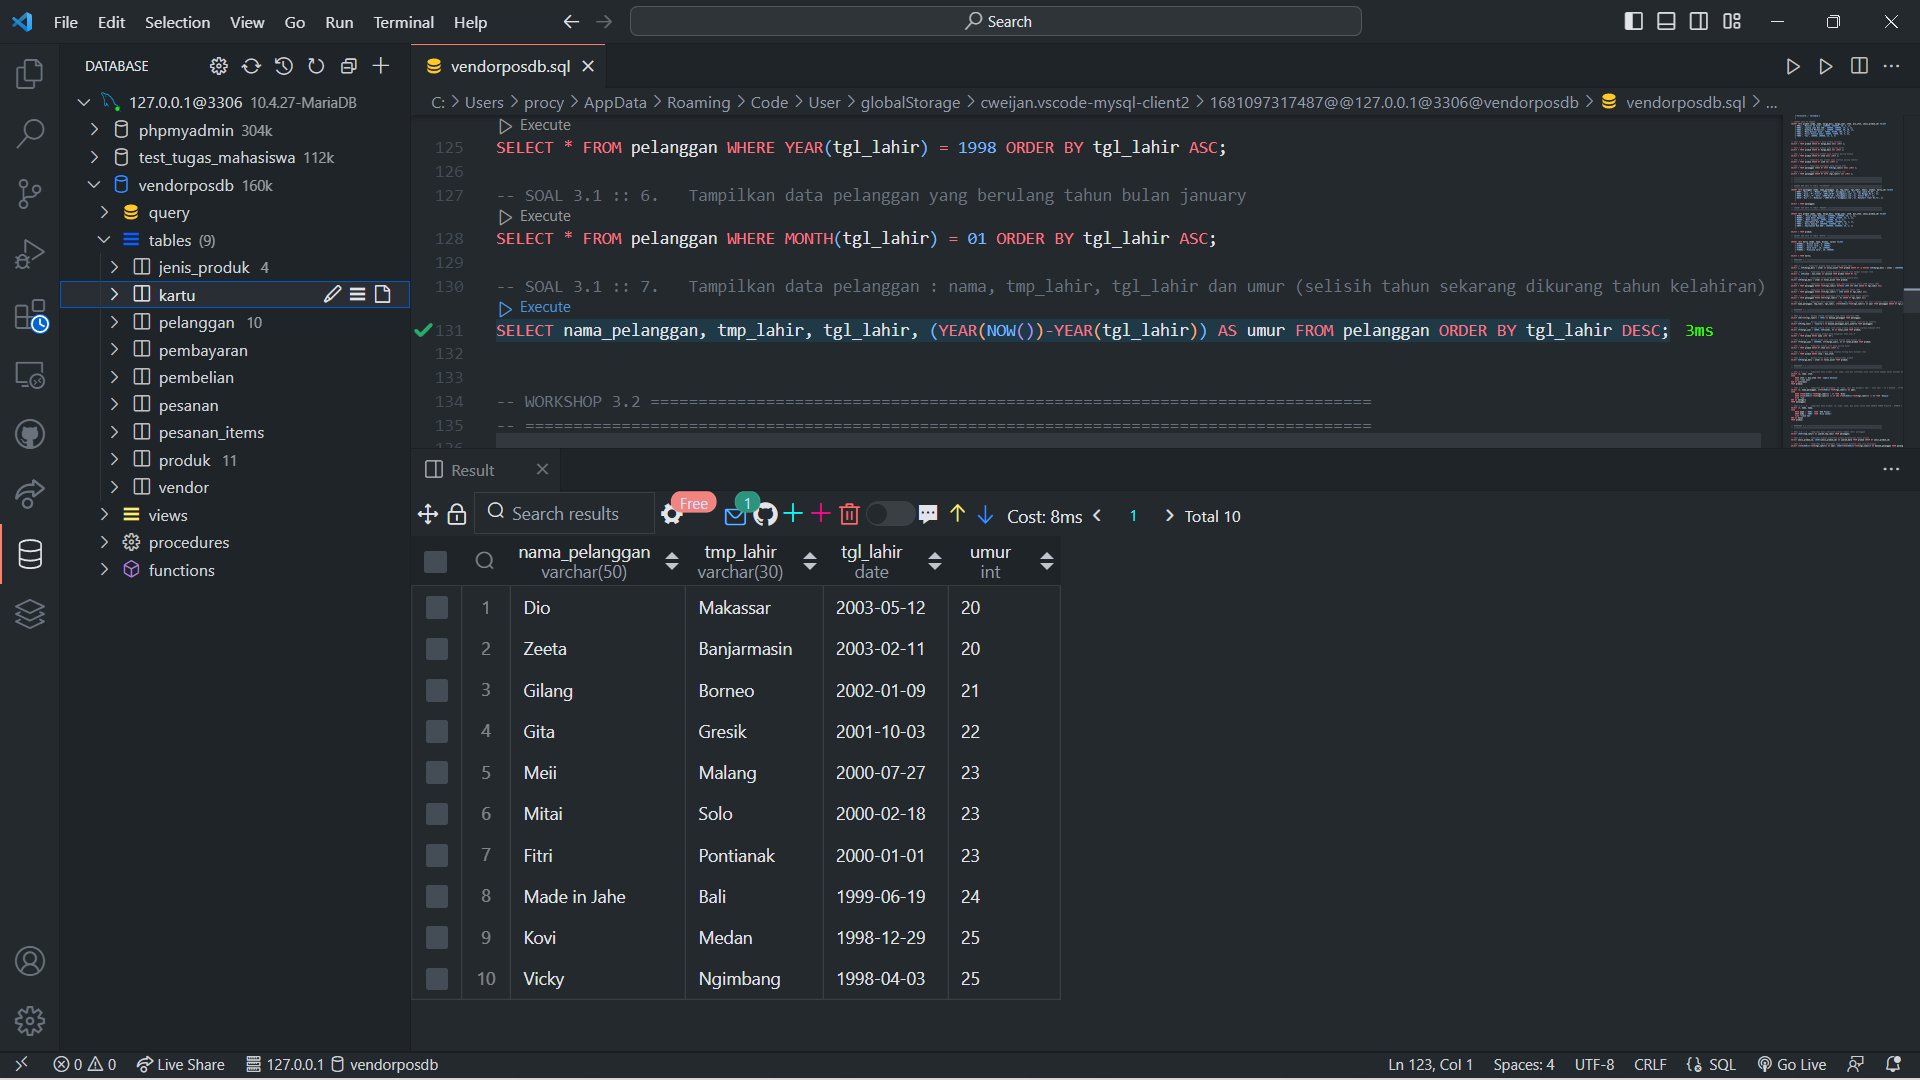 File Edit Selection View Go Run Terminal Help Search
DATABASE
127.0.0.1@3306 10.4.27-MariaDB
phpmyadmin 304k
test_tugas_mahasiswa 112k
vendorposdb 160k
query
tables (9)
jenis_produk 4
kartu
pelanggan 10
pembayaran
pembelian
pesanan
pesanan_items
produk 11
vendor
views
procedures
functions
vendorposdb.sql
C: > Users > procy > AppData > Roaming > Code > User > globalStorage > cweijan.vscode-mysql-client2 > 1681097317487@@127.0.0.1@3306@vendorposdb > vendorposdb.sql > ...
Execute
125 SELECT * FROM pelanggan WHERE YEAR(tgl_lahir) = 1998 ORDER BY tgl_lahir ASC;
126
127 -- SOAL 3.1 :: 6. Tampilkan data pelanggan yang berulang tahun bulan january
Execute
128 SELECT * FROM pelanggan WHERE MONTH(tgl_lahir) = 01 ORDER BY tgl_lahir ASC;
129
130 -- SOAL 3.1 :: 7. Tampilkan data pelanggan : nama, tmp_lahir, tgl_lahir dan umur (selisih tahun sekarang dikurang tahun kelahiran)
Execute
131 SELECT nama_pelanggan, tmp_lahir, tgl_lahir, (YEAR(NOW())-YEAR(tgl_lahir)) AS umur FROM pelanggan ORDER BY tgl_lahir DESC; 3ms
132
133
134 -- WORKSHOP 3.2 ===========================================================================
135 -- ========================================================================================
136
Result
Search results Free 1 Cost: 8ms < 1 > Total 10
nama_pelanggan tmp_lahir tgl_lahir umur
varchar(50) varchar(30) date int
1 Dio Makassar 2003-05-12 20
2 Zeeta Banjarmasin 2003-02-11 20
3 Gilang Borneo 2002-01-09 21
4 Gita Gresik 2001-10-03 22
5 Meii Malang 2000-07-27 23
6 Mitai Solo 2000-02-18 23
7 Fitri Pontianak 2000-01-01 23
8 Made in Jahe Bali 1999-06-19 24
9 Kovi Medan 1998-12-29 25
10 Vicky Ngimbang 1998-04-03 25
0 0 Live Share 127.0.0.1 vendorposdb Ln 123, Col 1 Spaces: 4 UTF-8 CRLF SQL Go Live